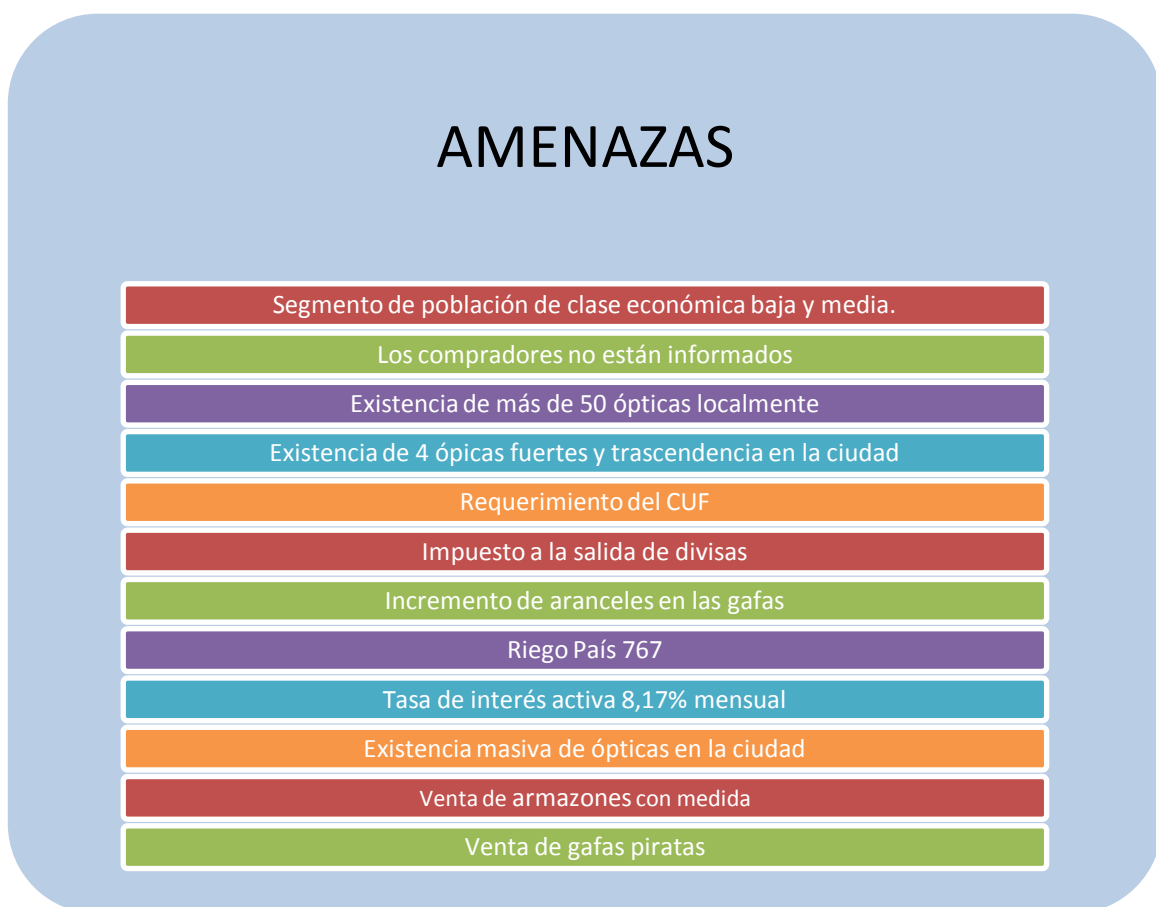 AMENAZAS
Segmento de población de clase económica baja y media.
Los compradores no están informados
Existencia de más de 50 ópticas localmente
Existencia de 4 ópicas fuertes y trascendencia en la ciudad
Requerimiento del CUF
Impuesto a la salida de divisas
Incremento de aranceles en las gafas
Riego País 767
Tasa de interés activa 8,17% mensual
Existencia masiva de ópticas en la ciudad
Venta de armazones con medida
Venta de gafas piratas